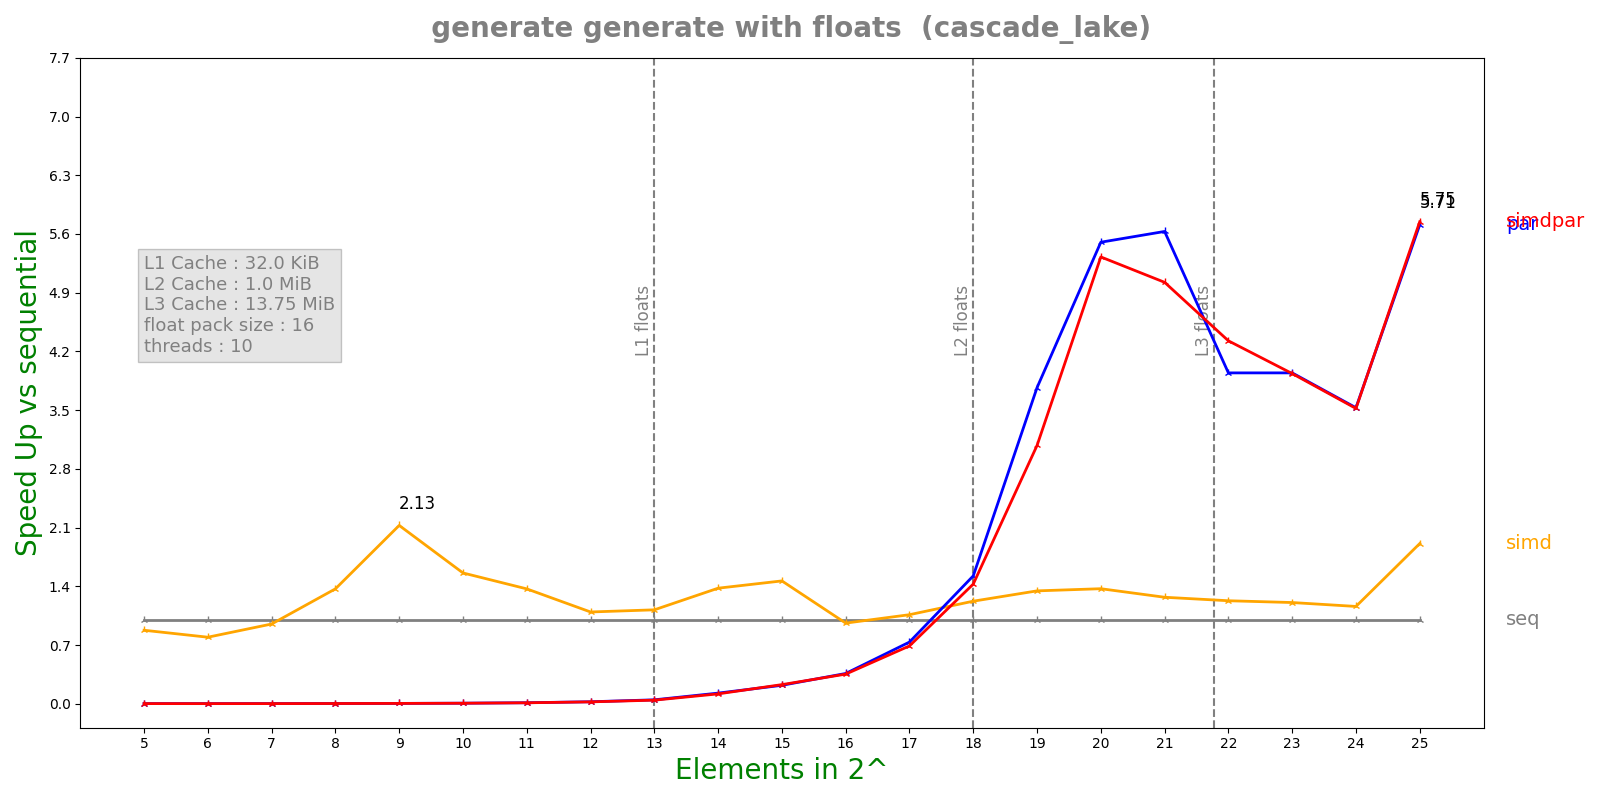 generate generate with floats (cascade_lake)
Speed Up vs sequential
7.7
7.0
6.3
5.6
4.9
4.2
3.5
2.8
2.1
1.4
0.7
0.0
L1 Cache : 32.0 KiB
L2 Cache : 1.0 MiB
L3 Cache : 13.75 MiB
float pack size : 16
threads : 10
L1 floats
L2 floats
L3 floats
2.13
5.75
5.71
simdpar
par
simd
seq
5 6 7 8 9 10 11 12 13 14 15 16 17 18 19 20 21 22 23 24 25
Elements in 2^